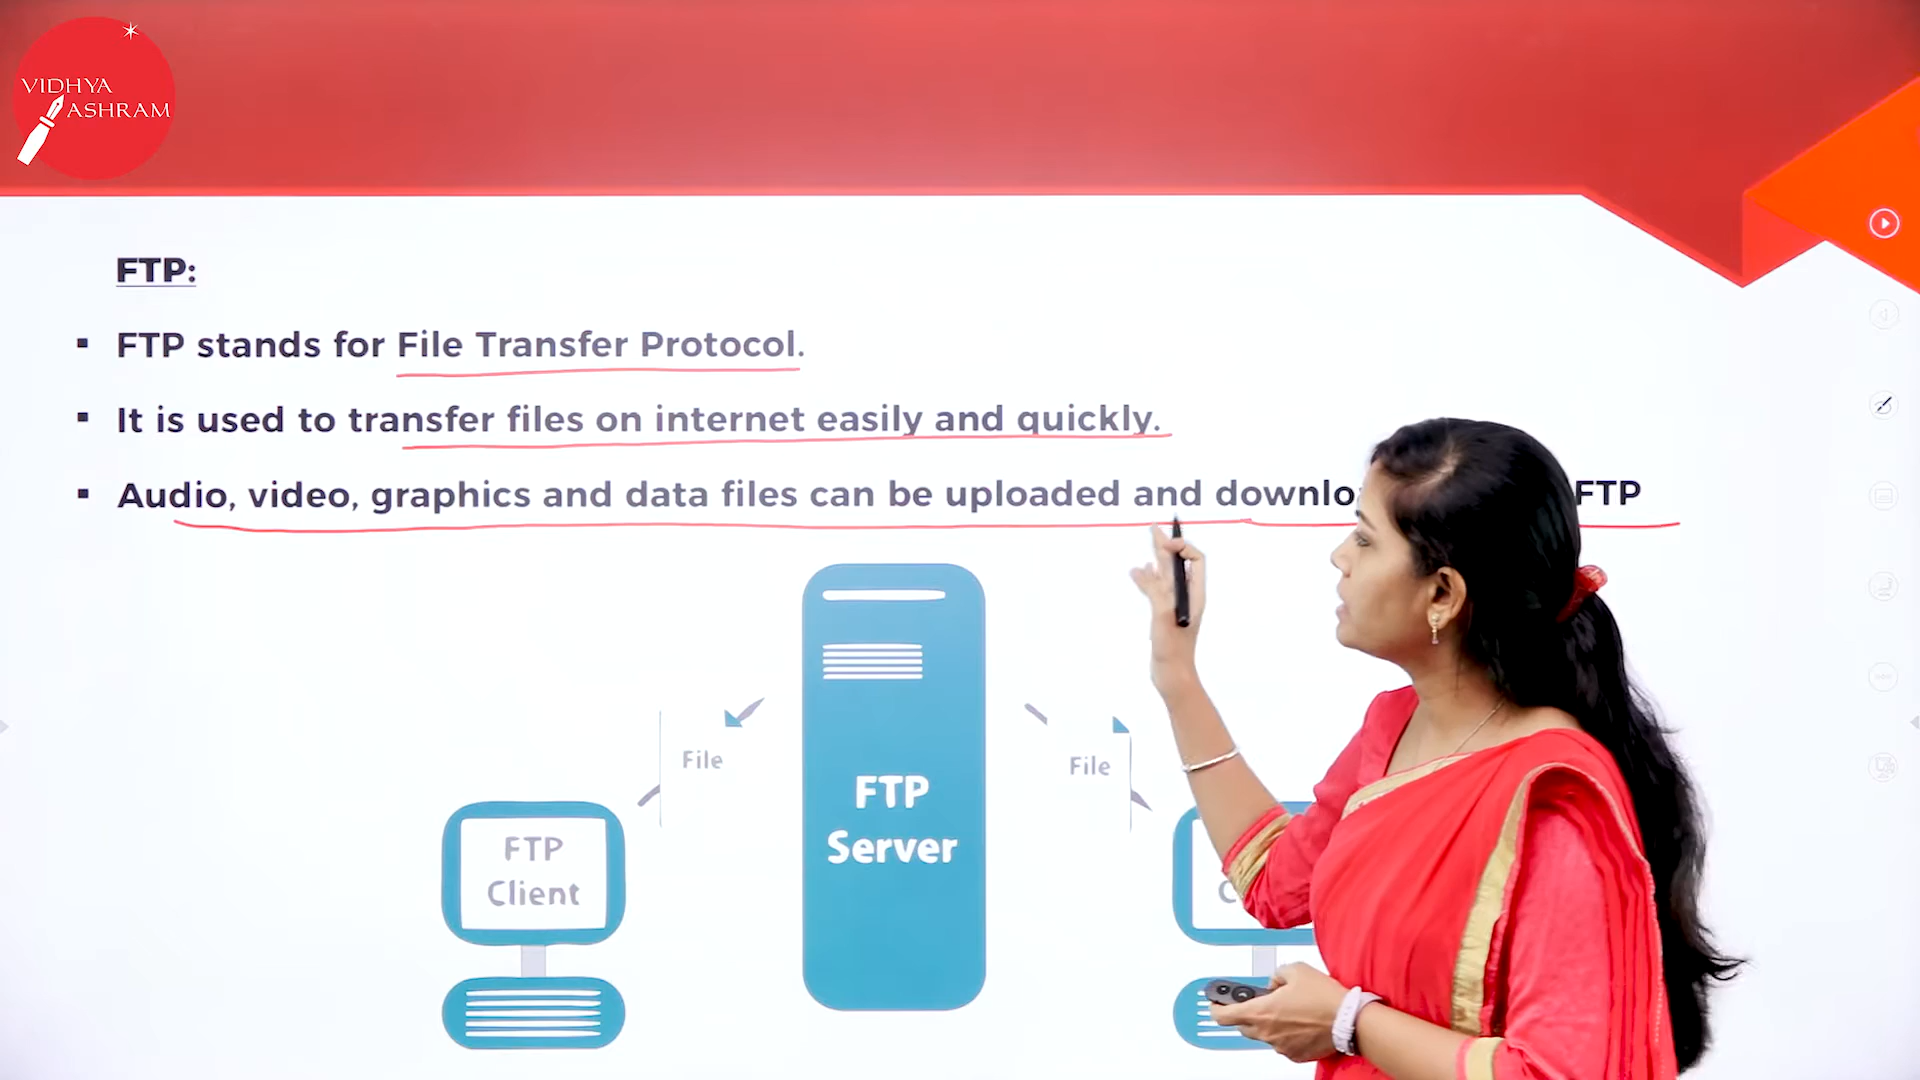 VIDHYA
ASHRAM
FTP:
▪ FTP stands for File Transfer Protocol.
▪ It is used to transfer files on internet easily and quickly.
▪ Audio, video, graphics and data files can be uploaded and FTP
File
File
FTP
Server
FTP
Client